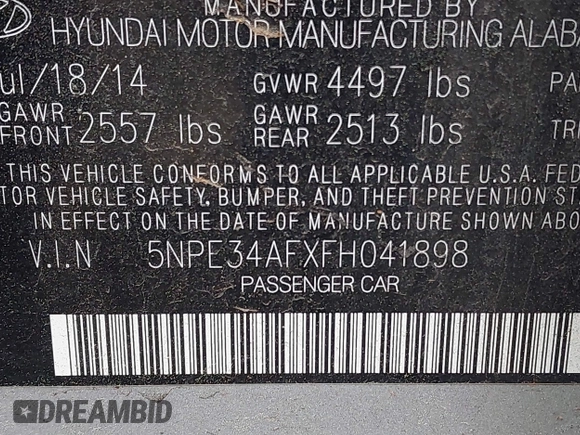 MANUFACTURED BY
HYUNDAI MOTOR MANUFACTURING ALABA
ul/18/14 GVWR 4497 lbs PA
GAWR FRONT 2557 lbs GAWR REAR 2513 lbs TRI
THIS VEHICLE CONFORMS TO ALL APPLICABLE U.S.A. FED
TOR VEHICLE SAFETY, BUMPER, AND THEFT PREVENTION ST
IN EFFECT ON THE DATE OF MANUFACTURE SHOWN ABO
V.I.N 5NPE34AFXFH041898
PASSENGER CAR
DREAMBID